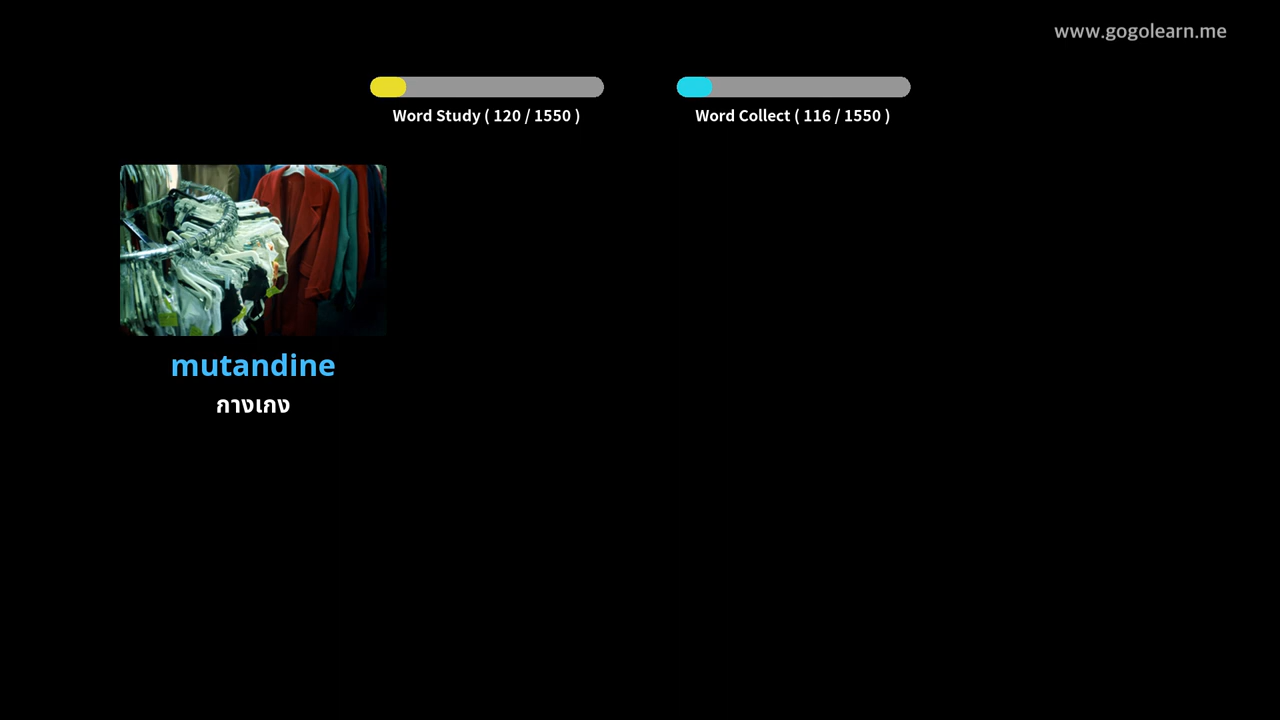 www.gogolearn.me
Word Study ( 120 / 1550 )
Word Collect ( 116 / 1550 )
mutandine
กางเกง